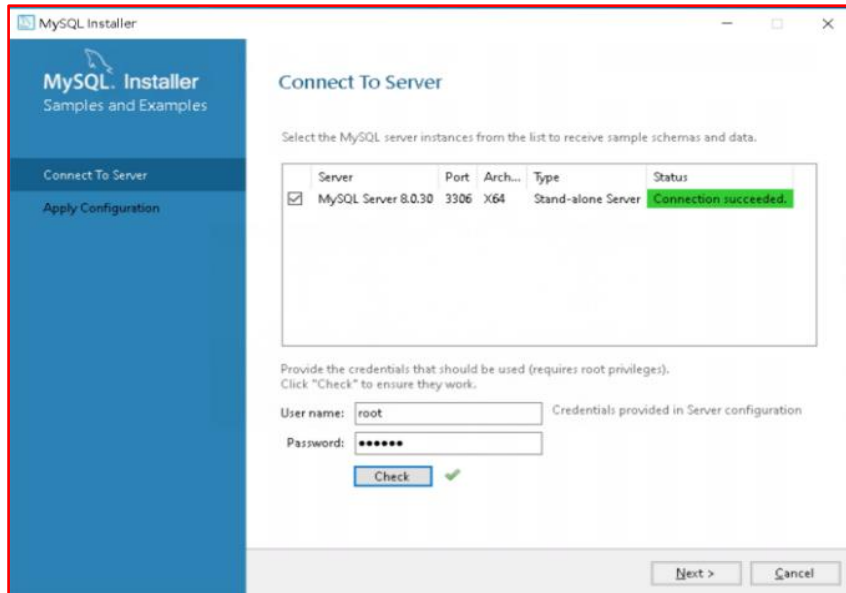 MySQL Installer
MySQL. Installer
Samples and Examples
Connect To Server
Apply Configuration
Connect To Server
Select the MySQL server instances from the list to receive sample schemas and data.
Server Port Arch... Type Status
MySQL Server 8.0.30 3306 X64 Stand-alone Server Connection succeeded.
Provide the credentials that should be used (requires root privileges).
Click "Check" to ensure they work.
User name: root Credentials provided in Server configuration
Password: ●●●●●●
Check
Next > Cancel